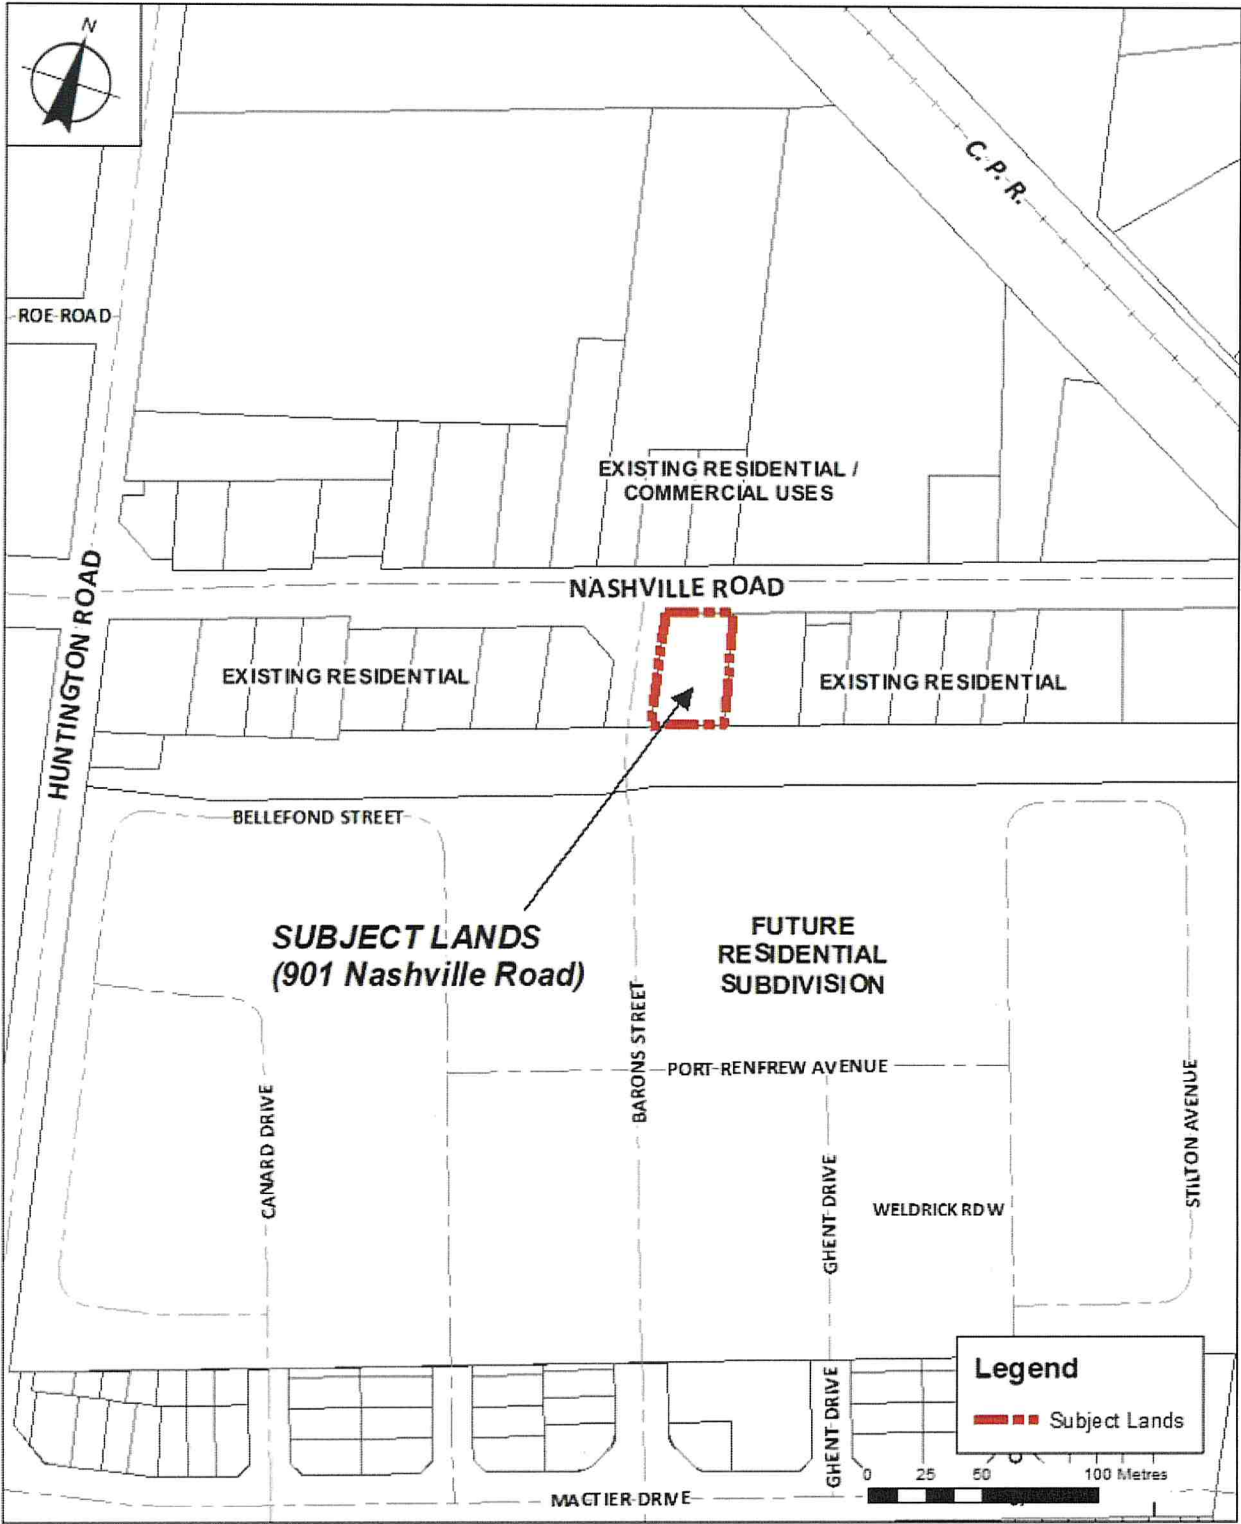 N
C. P. R.
ROE ROAD
EXISTING RESIDENTIAL /
COMMERCIAL USES
NASHVILLE ROAD
HUNTINGTON ROAD
EXISTING RESIDENTIAL
EXISTING RESIDENTIAL
BELLEFOND STREET
SUBJECT LANDS
(901 Nashville Road)
FUTURE
RESIDENTIAL
SUBDIVISION
BARONS STREET
PORT RENFREW AVENUE
CANARD DRIVE
GHENT DRIVE
WELDRICK RD W
STILTON AVENUE
GHENT DRIVE
Legend
Subject Lands
0 25 50 100 Metres
MACTIER DRIVE